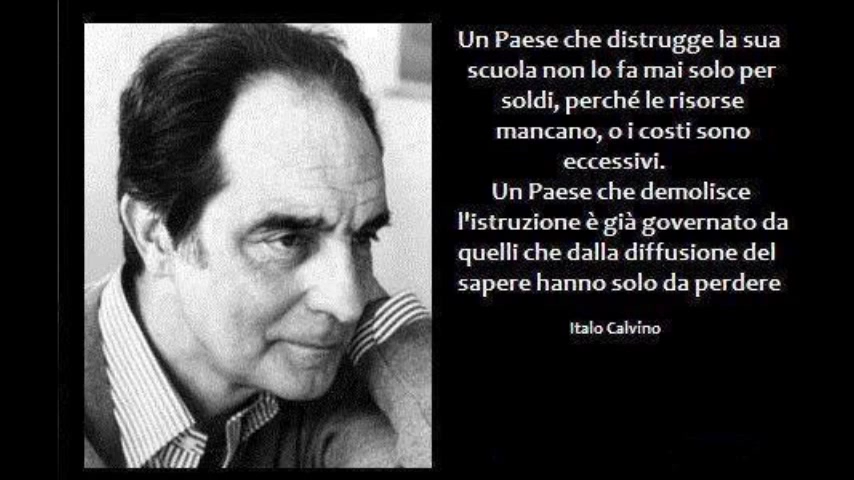 Un Paese che distrugge la sua
scuola non lo fa mai solo per
soldi, perché le risorse
mancano, o i costi sono
eccessivi.
Un Paese che demolisce
l'istruzione è già governato da
quelli che dalla diffusione del
sapere hanno solo da perdere
Italo Calvino